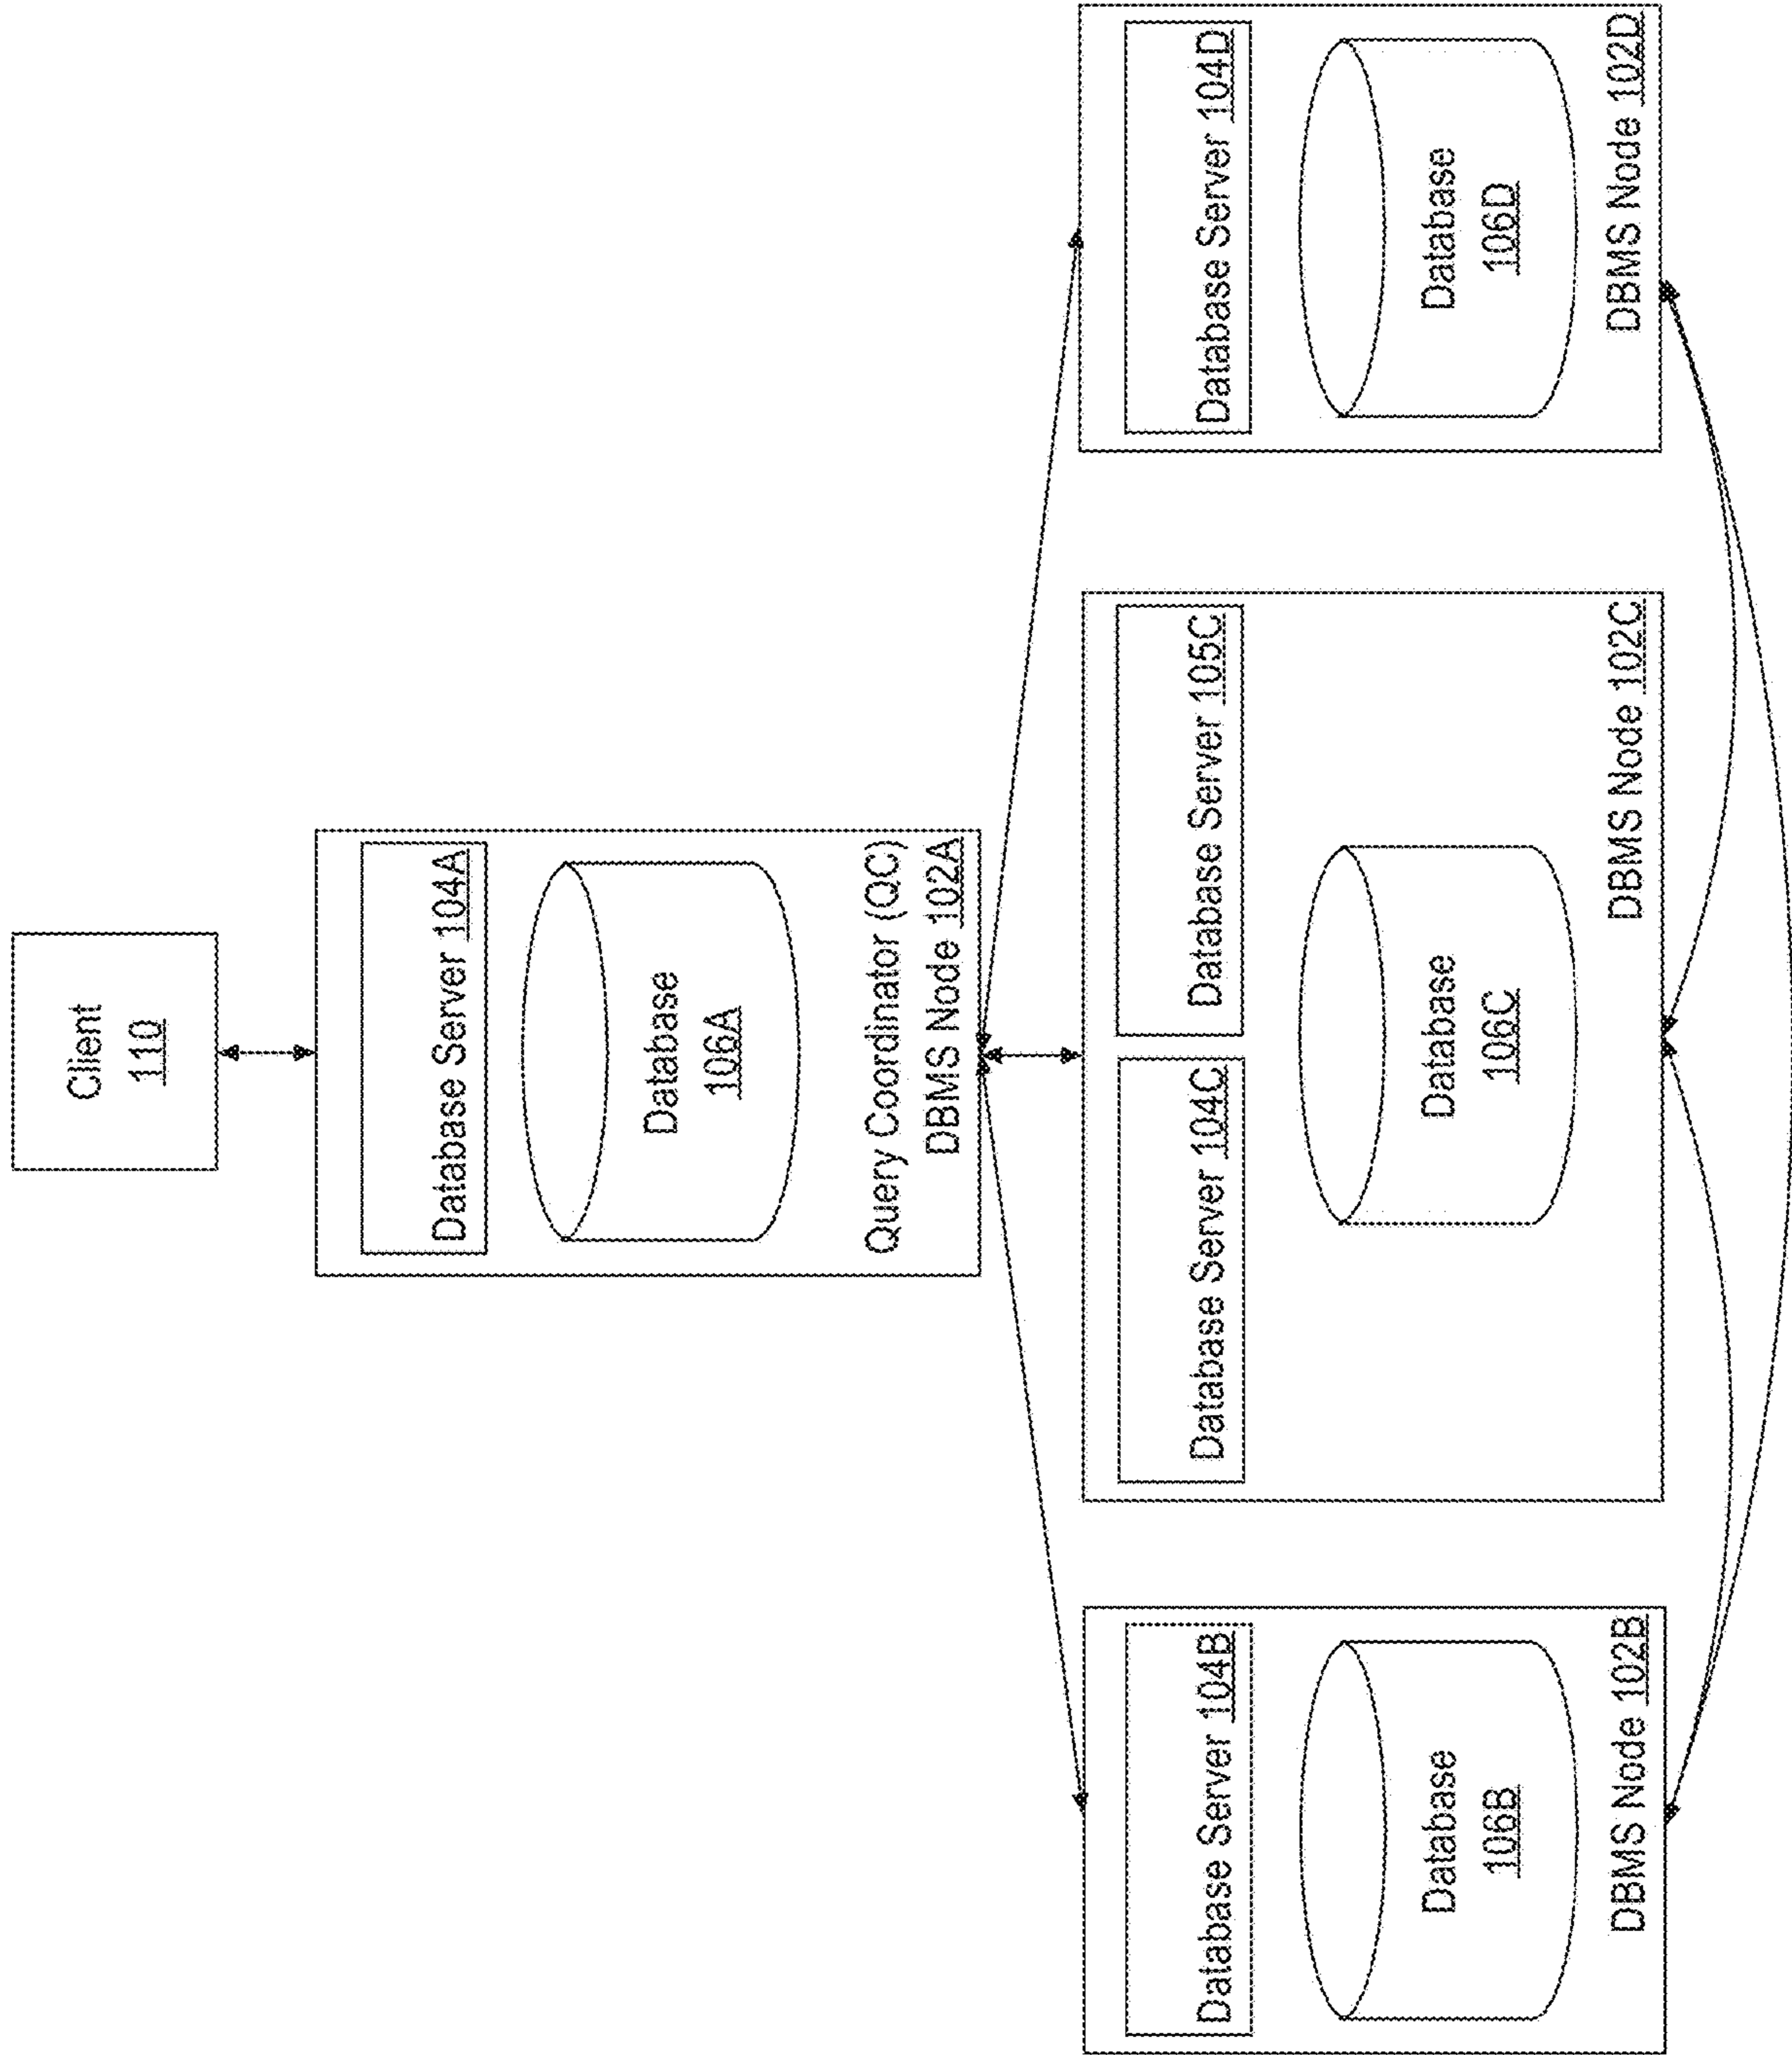 Client
110
Database Server 104A
Database
106A
Query Coordinator (QC)
DBMS Node 102A
Database Server 104B
Database
106B
DBMS Node 102B
Database Server 104C
Database Server 105C
Database
106C
DBMS Node 102C
Database Server 104D
Database
106D
DBMS Node 102D